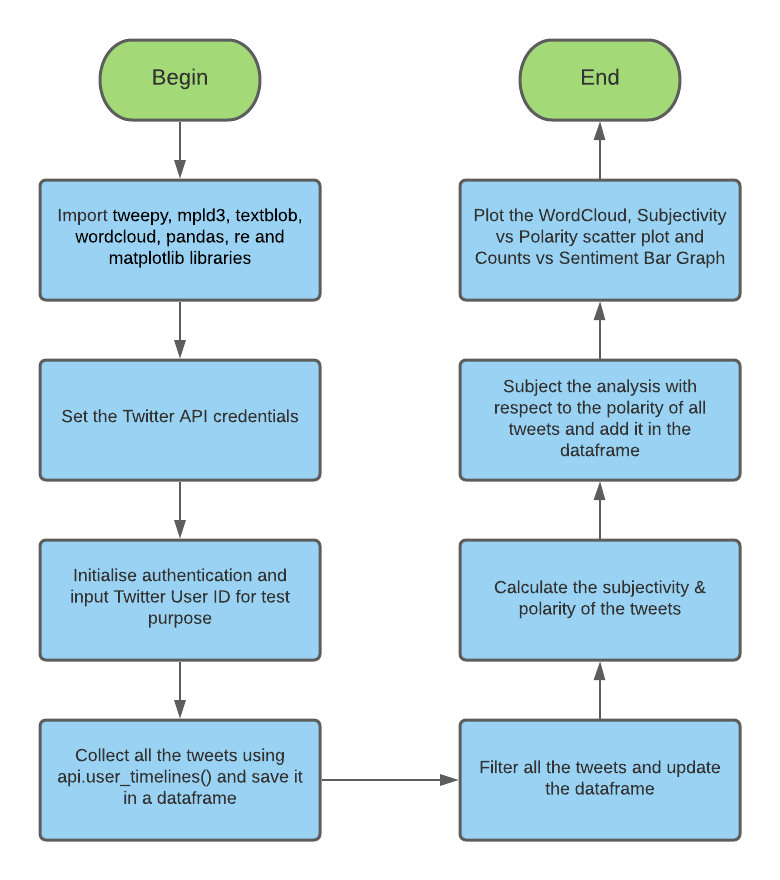 Begin
Import tweepy, mpld3, textblob,
wordcloud, pandas, re and
matplotlib libraries
Set the Twitter API credentials
Initialise authentication and
input Twitter User ID for test
purpose
Collect all the tweets using
api.user_timelines() and save it
in a dataframe
Filter all the tweets and update
the dataframe
Calculate the subjectivity &
polarity of the tweets
Subject the analysis with
respect to the polarity of all
tweets and add it in the
dataframe
Plot the WordCloud, Subjectivity
vs Polarity scatter plot and
Counts vs Sentiment Bar Graph
End